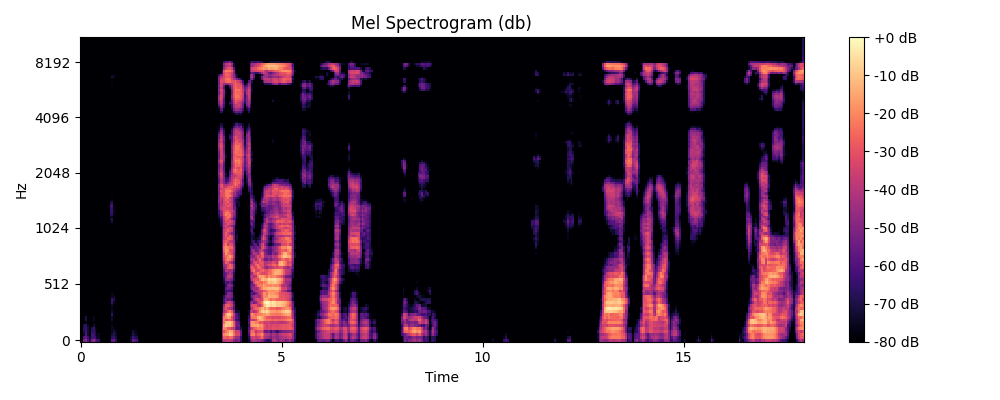 Mel Spectrogram (db)
8192
4096
2048
1024
512
0
Hz
0 5 10 15
Time
+0 dB
-10 dB
-20 dB
-30 dB
-40 dB
-50 dB
-60 dB
-70 dB
-80 dB